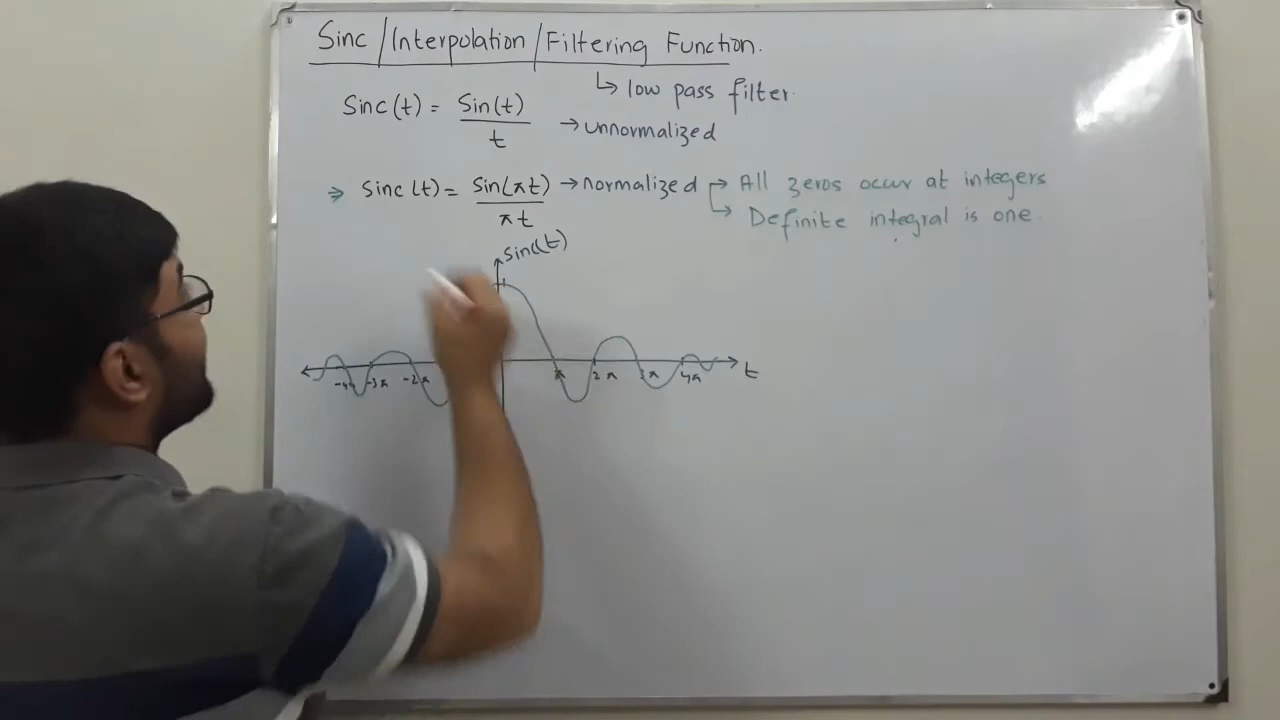 Sinc/Interpolation/Filtering Function.
↳ low pass filter.
Sinc(t) = Sin(t)/t → unnormalized
⇒ Sinc(t) = Sin(πt)/πt → normalized → All zeros occur at integers
↳ Definite integral is one.
sinc(t)
-4π -3π -2π π 2π 3π 4π t